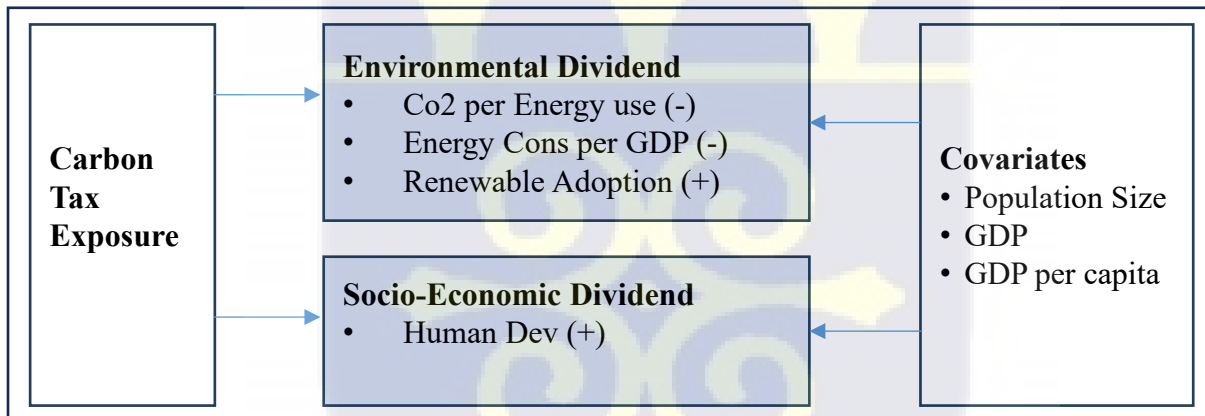 Carbon
Tax
Exposure
Environmental Dividend
• Co2 per Energy use (-)
• Energy Cons per GDP (-)
• Renewable Adoption (+)
Socio-Economic Dividend
• Human Dev (+)
Covariates
• Population Size
• GDP
• GDP per capita